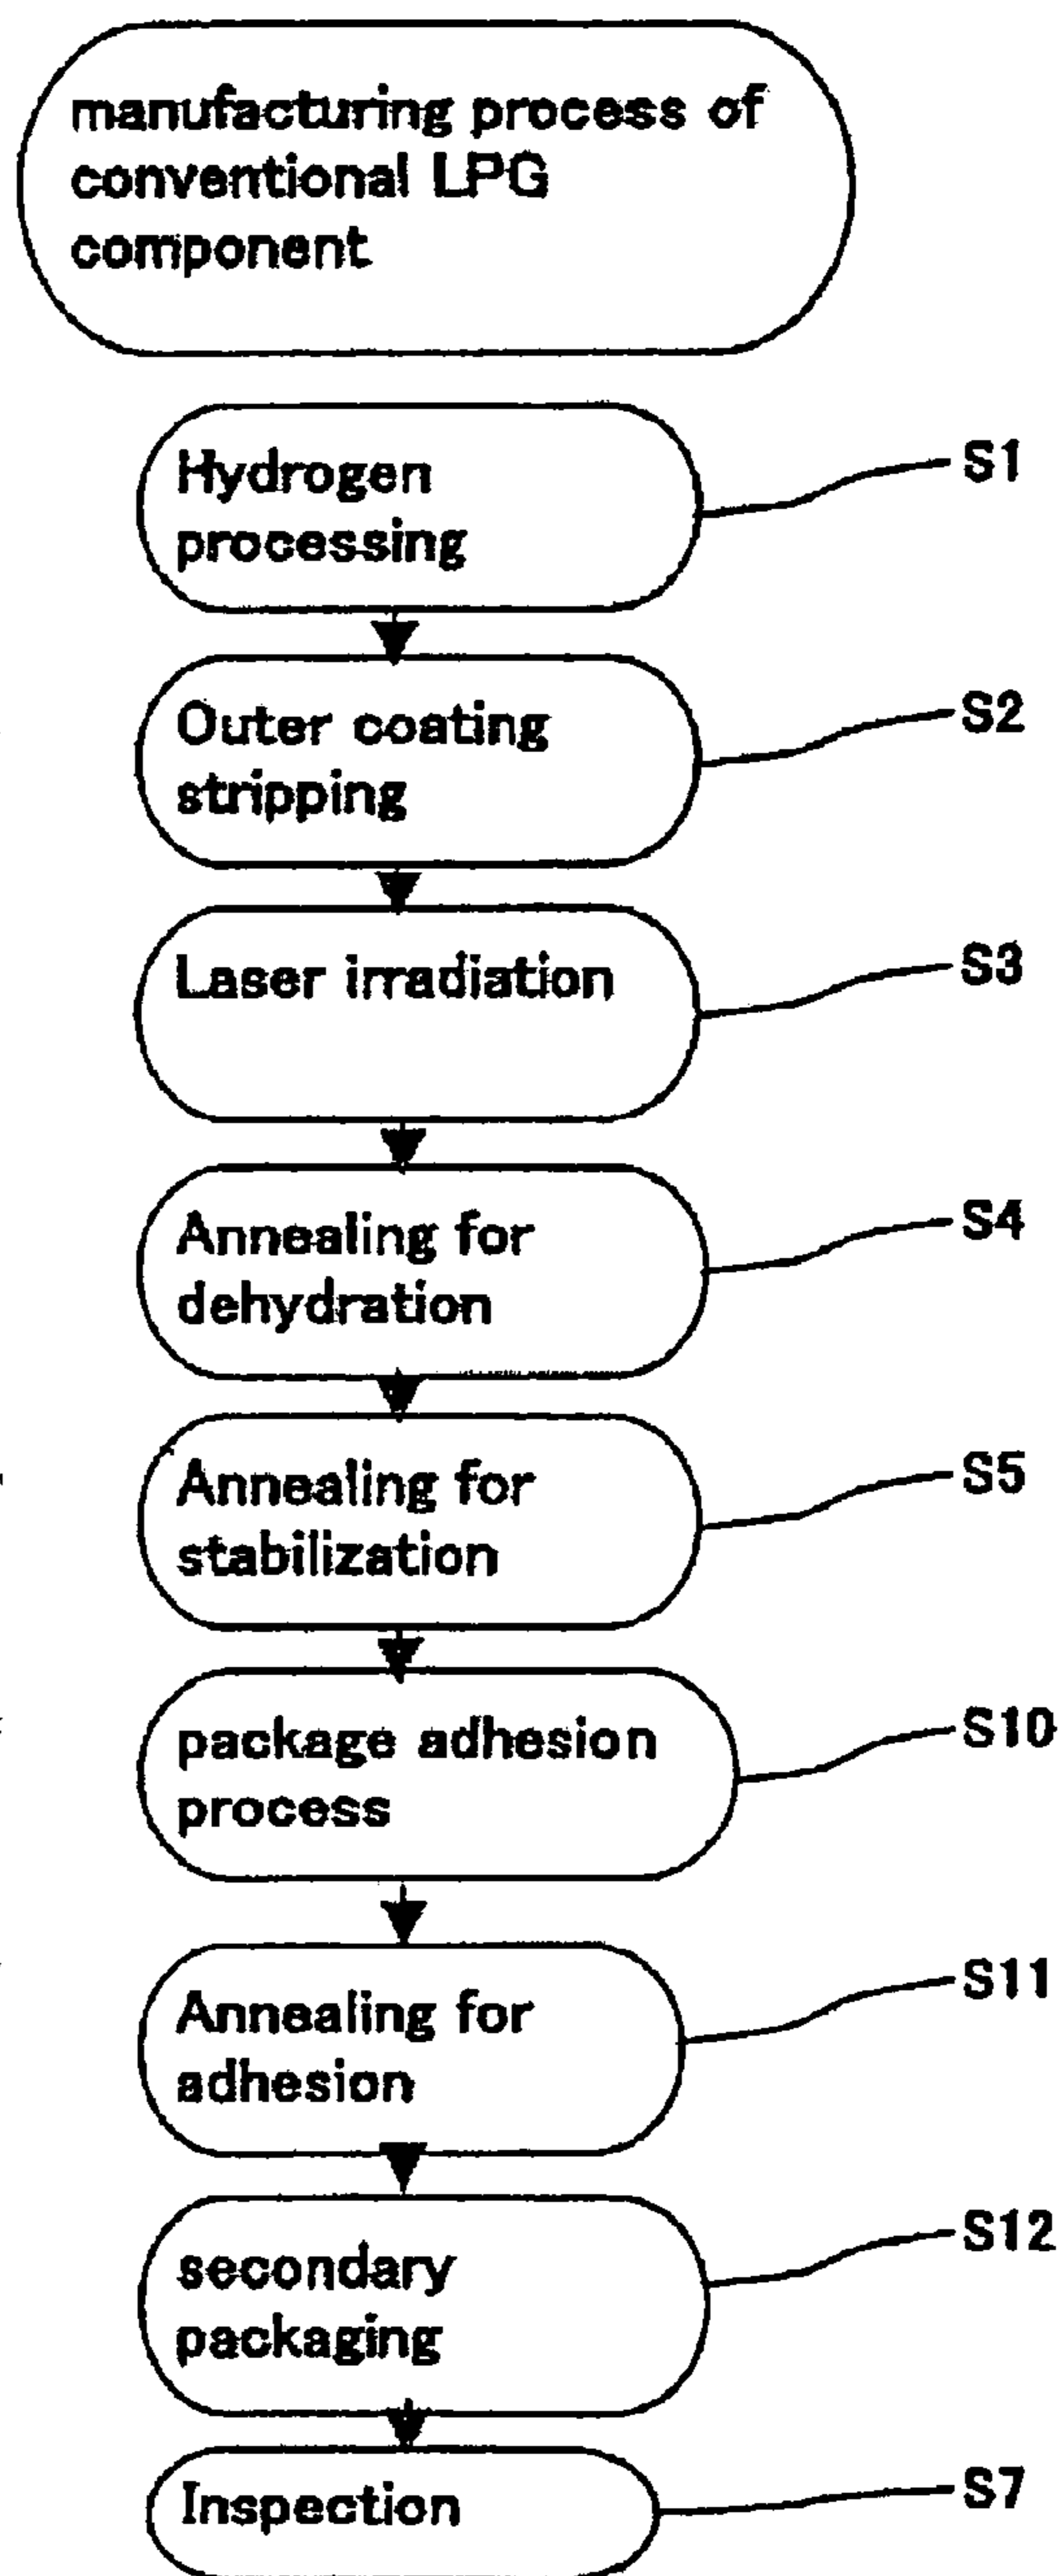 manufacturing process of
conventional LPG
component
Hydrogen
processing
S1
Outer coating
stripping
S2
Laser irradiation
S3
Annealing for
dehydration
S4
Annealing for
stabilization
S5
package adhesion
process
S10
Annealing for
adhesion
S11
secondary
packaging
S12
Inspection
S7